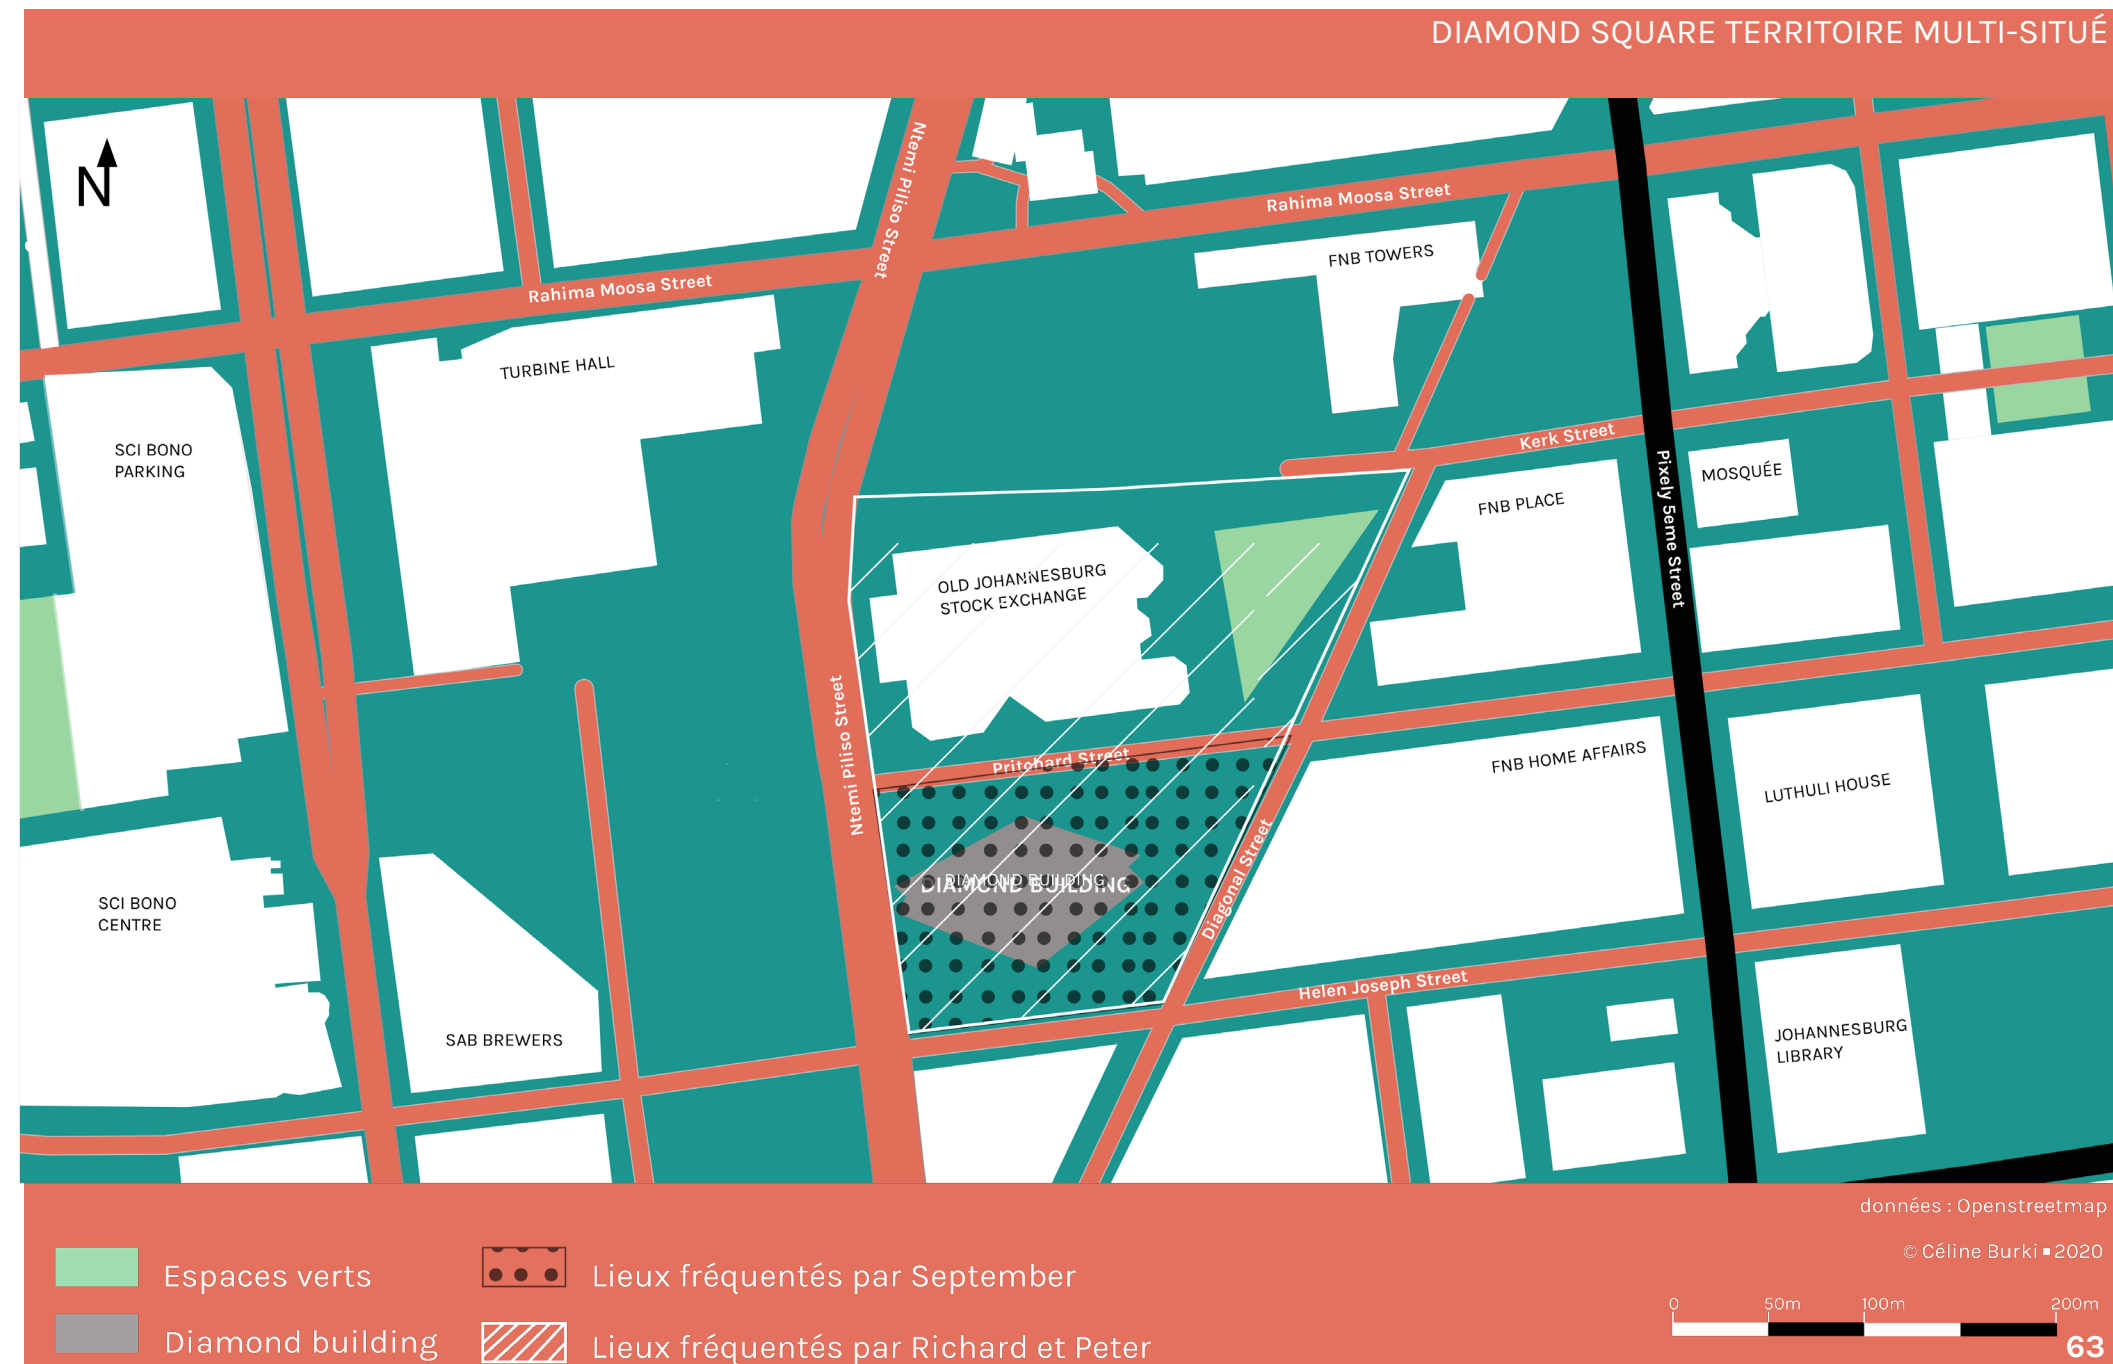 DIAMOND SQUARE TERRITOIRE MULTI-SITUÉ
N
Ntemi Piliso Street
Rahima Moosa Street
FNB TOWERS
Rahima Moosa Street
TURBINE HALL
SCI BONO
PARKING
Kerk Street
MOSQUÉE
FNB PLACE
Pixely 5eme Street
OLD JOHANNESBURG
STOCK EXCHANGE
Ntemi Piliso Street
Pritchard Street
FNB HOME AFFAIRS
LUTHULI HOUSE
DIAMOND BUILDING
DIAMOND BUILDING
Diagonal Street
SCI BONO
CENTRE
Helen Joseph Street
SAB BREWERS
JOHANNESBURG
LIBRARY
données : Openstreetmap
© Céline Burki ▪ 2020
Espaces verts
Lieux fréquentés par September
Diamond building
Lieux fréquentés par Richard et Peter
0 50m 100m 200m
63